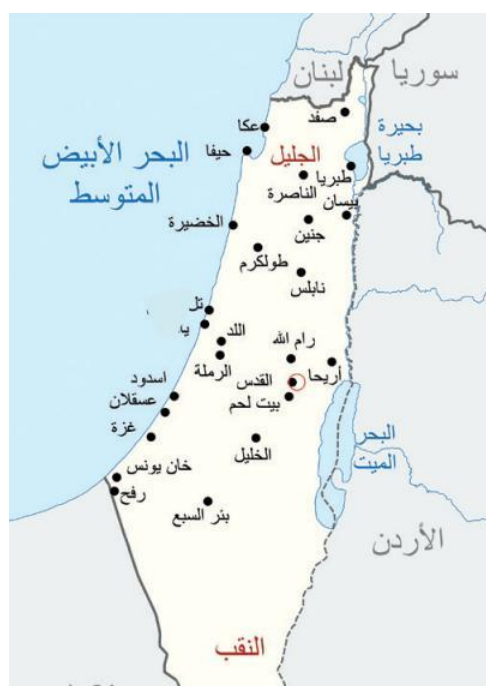 سوريا
لبنان
صفد
عكا
بحيرة
طبريا
حيفا
الجليل
البحر الأبيض
المتوسط
طبريا
الناصرة
بيسان
الخضيرة
جنين
طولكرم
نابلس
تل
اللد
رام الله
الرملة
أريحا
القدس
اسدود
بيت لحم
عسقلان
غزة
البحر
الميت
الخليل
خان يونس
رفح
بئر السبع
الأردن
النقب